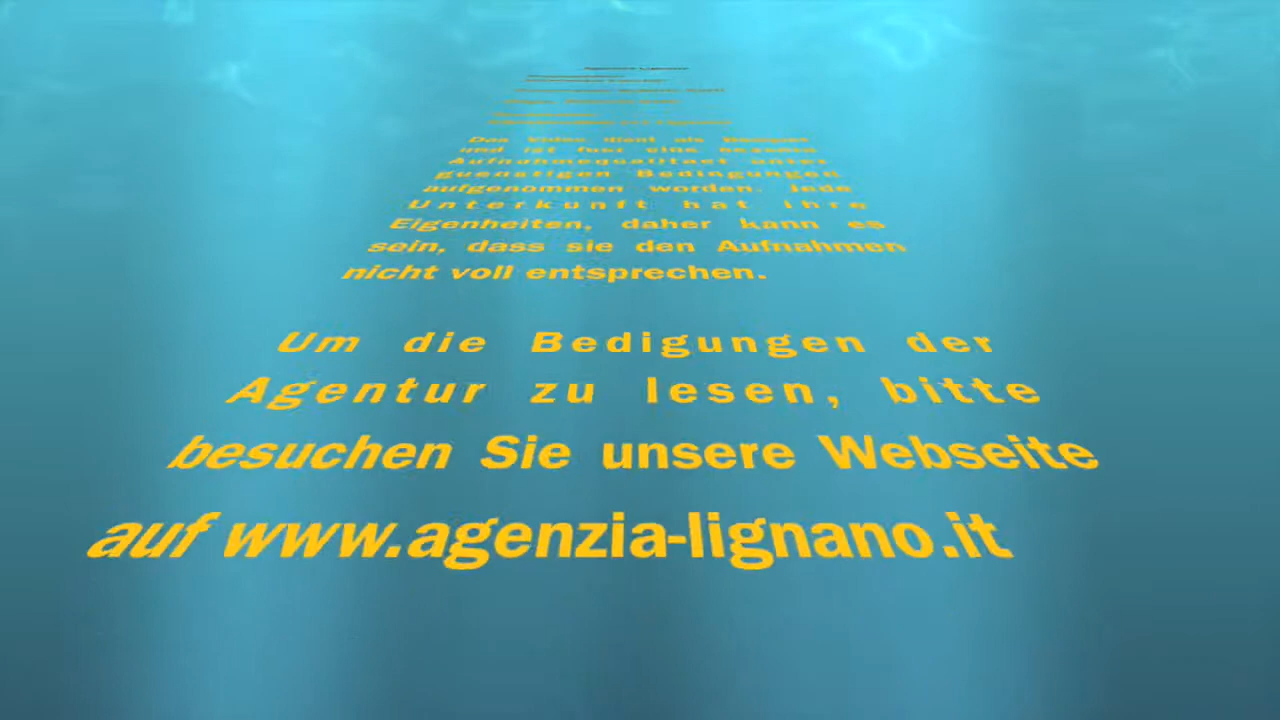 Agenzia Lignano
Das Video dient als Beispiel
und ist fuer eine bessere
Aufnahmequalitaet unter
guenstigen Bedingungen
aufgenommen worden. Jede
Unterkunft hat ihre
Eigenheiten, daher kann es
sein, dass sie den Aufnahmen
nicht voll entsprechen.
Um die Bedigungen der
Agentur zu lesen, bitte
besuchen Sie unsere Webseite
auf www.agenzia-lignano.it